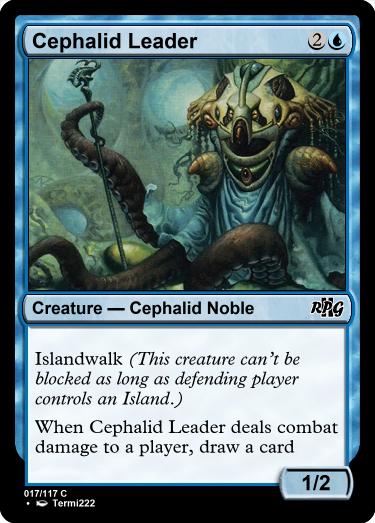 Cephalid Leader 2
Creature — Cephalid Noble RPG
Islandwalk (This creature can't be
blocked as long as defending player
controls an Island.)
When Cephalid Leader deals combat
damage to a player, draw a card
1/2
017/117 C
• Termi222